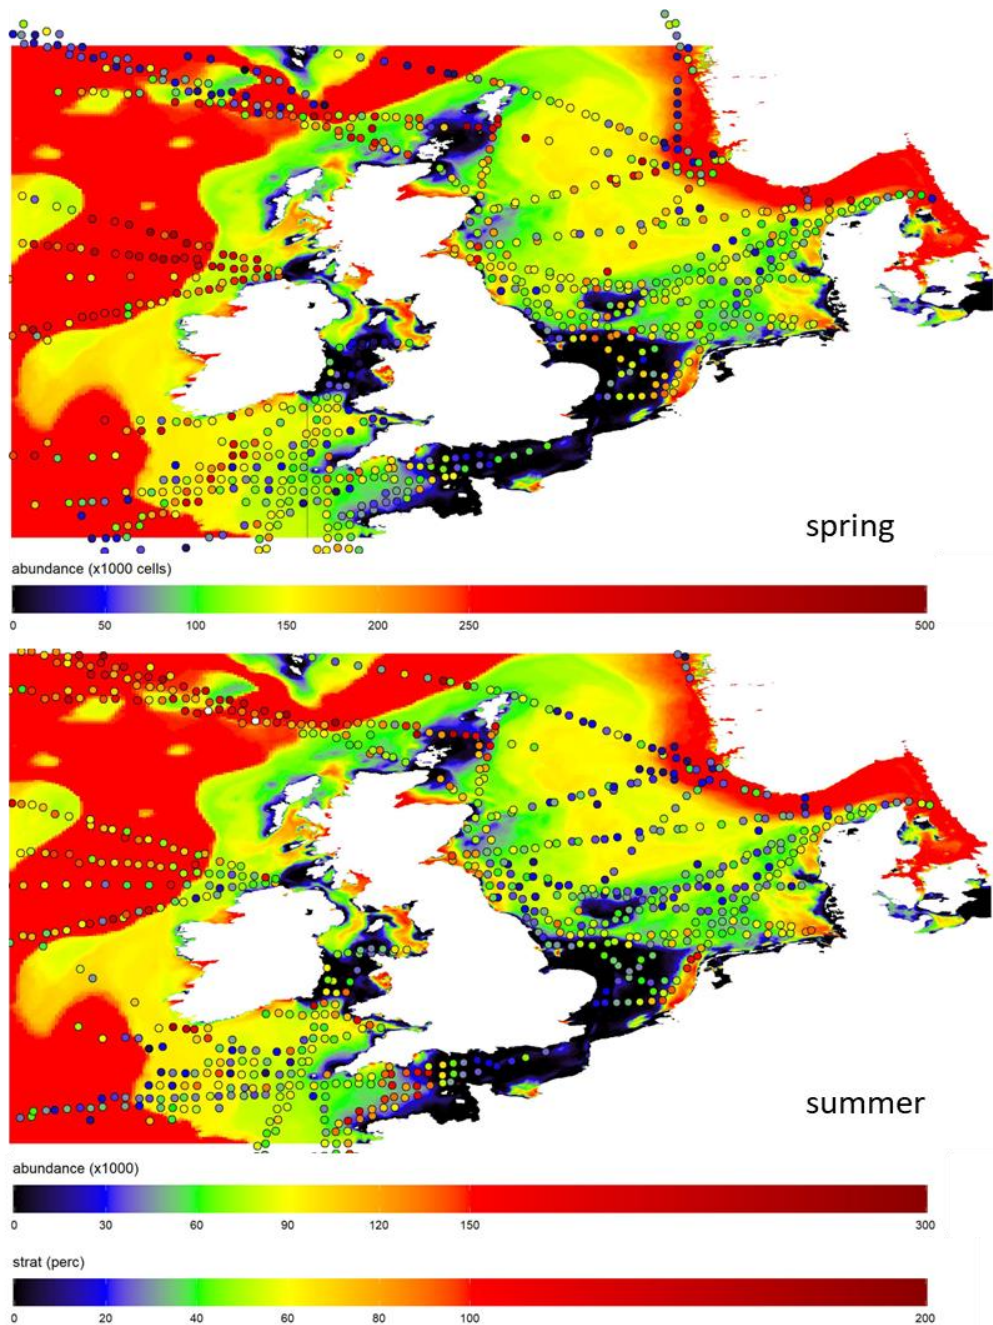 spring
abundance (x1000 cells)
0 50 100 150 200 250 500
summer
abundance (x1000)
0 30 60 90 120 150 300
strat (perc)
0 20 40 60 80 100 200